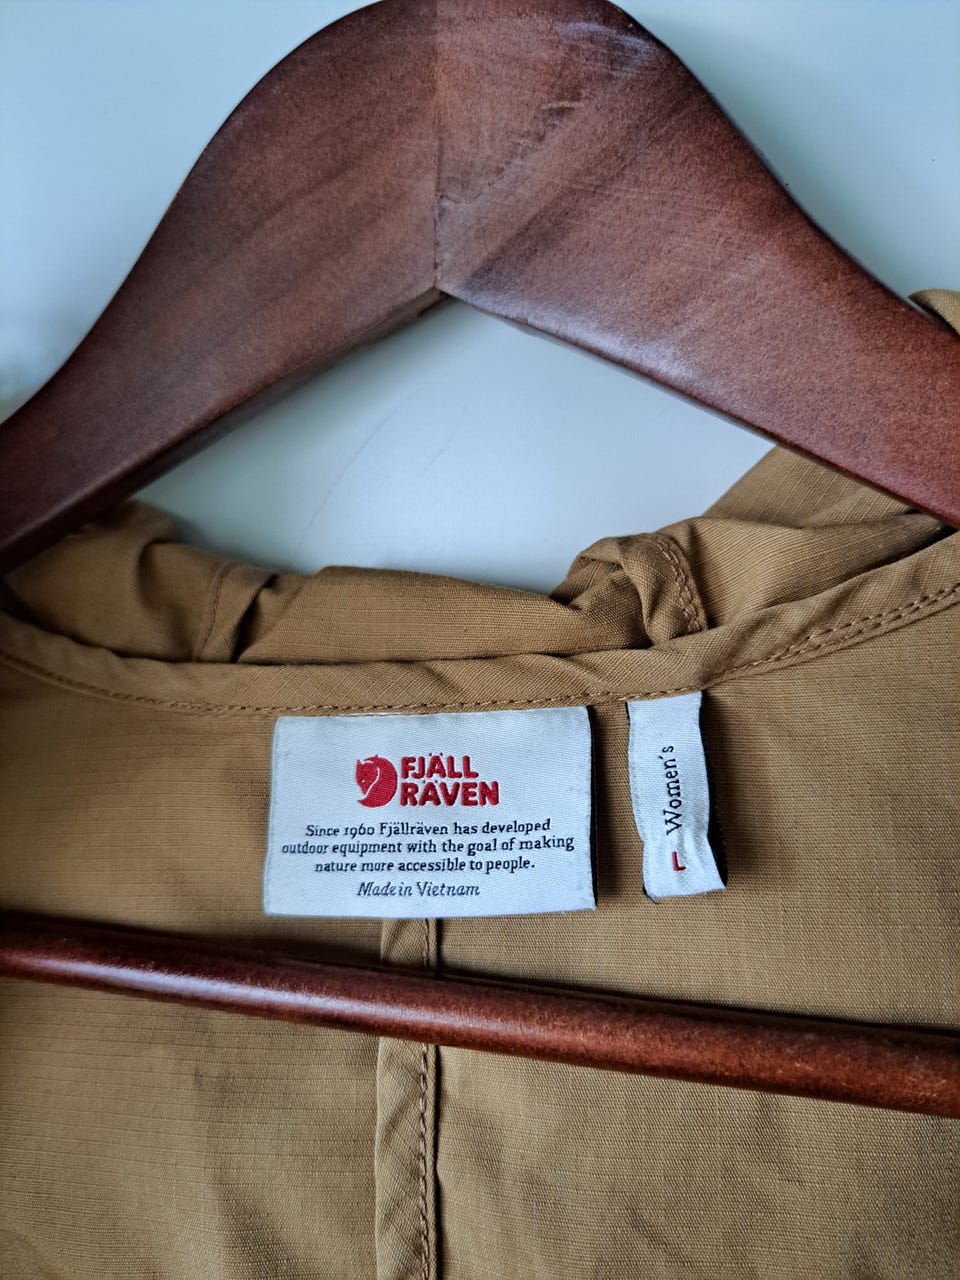 FJÄLL
RÄVEN
Since 1960 Fjällräven has developed
outdoor equipment with the goal of making
nature more accessible to people.
Made in Vietnam
L Women's